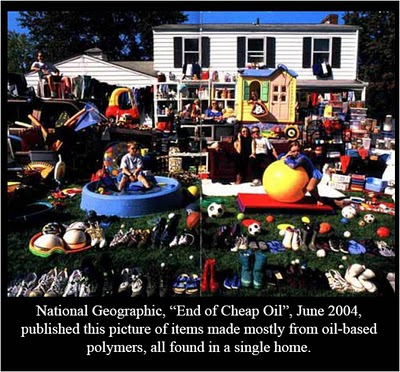 National Geographic, “End of Cheap Oil”, June 2004,
published this picture of items made mostly from oil-based
polymers, all found in a single home.